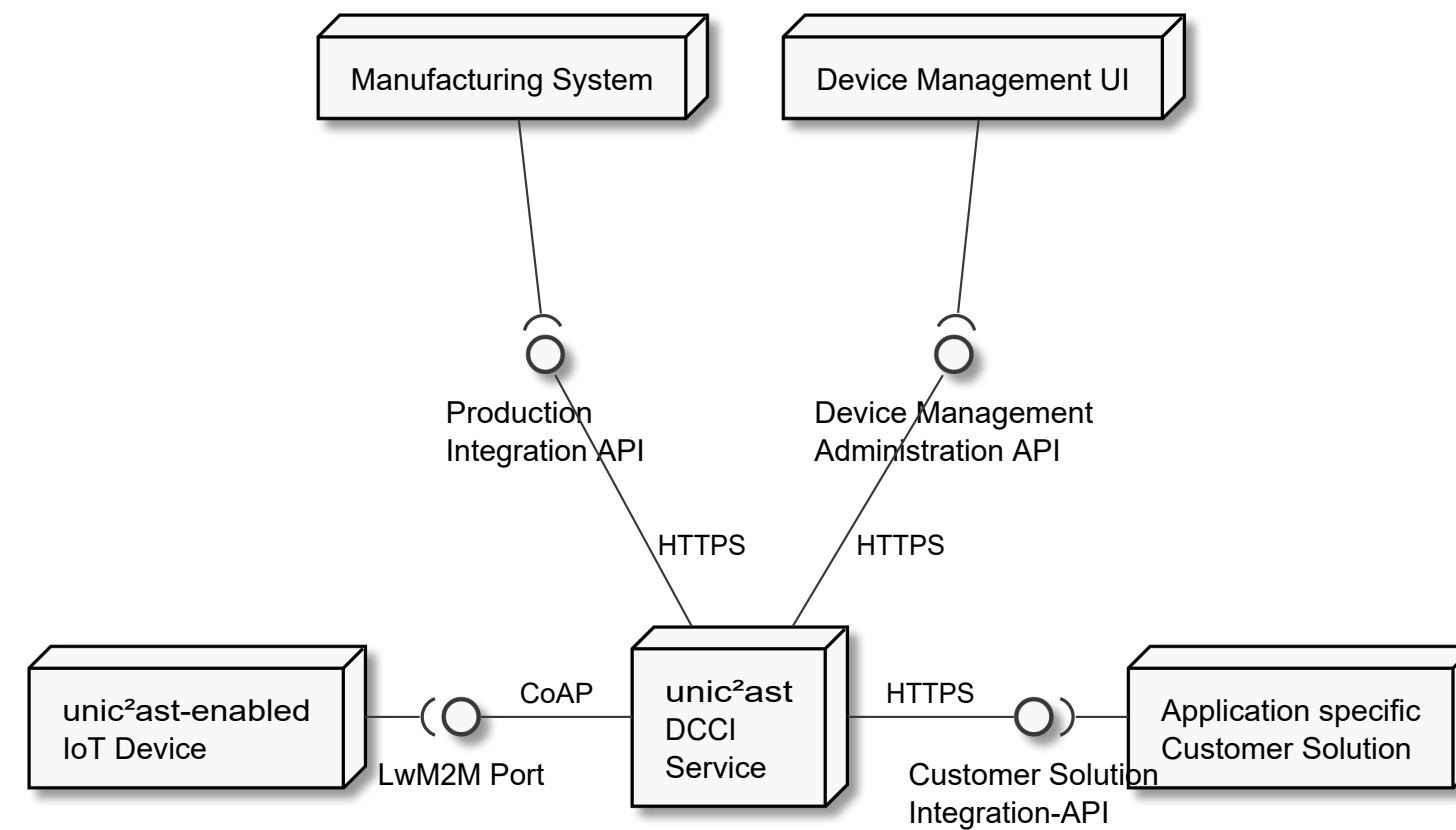 Manufacturing System
Device Management UI
Production
Integration API
Device Management
Administration API
HTTPS
HTTPS
unic²ast-enabled
IoT Device
LwM2M Port
CoAP
unic²ast
DCCI
Service
HTTPS
Customer Solution
Integration-API
Application specific
Customer Solution